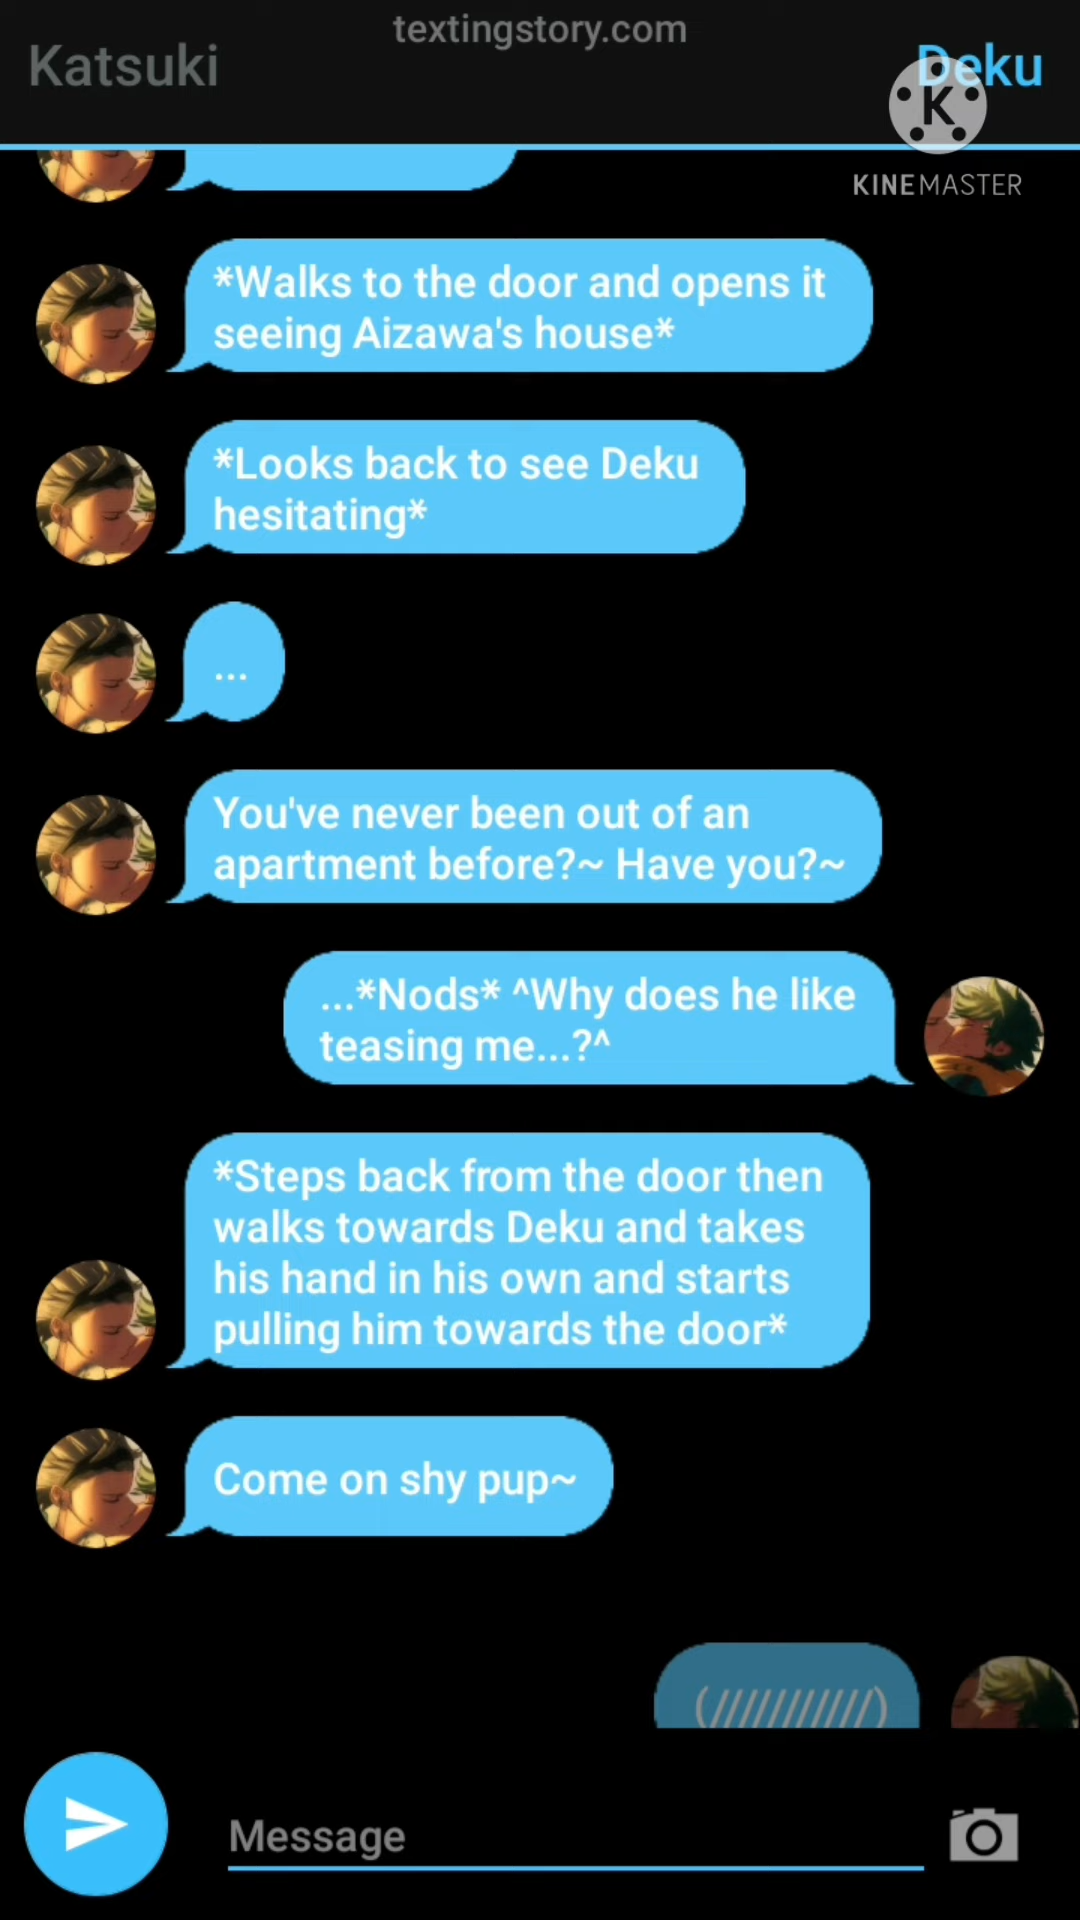 textingstory.com
Katsuki
Deku
K
KINEMASTER
*Walks to the door and opens it
seeing Aizawa's house*
*Looks back to see Deku
hesitating*
...
You've never been out of an
apartment before?~ Have you?~
...*Nods* ^Why does he like
teasing me...?^
*Steps back from the door then
walks towards Deku and takes
his hand in his own and starts
pulling him towards the door*
Come on shy pup~
(///////////)
Message